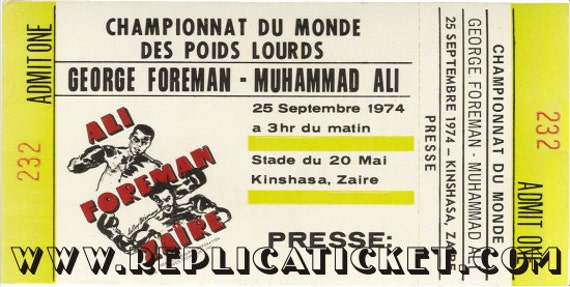 ADMIT ONE
232
CHAMPIONNAT DU MONDE
DES POIDS LOURDS
GEORGE FOREMAN - MUHAMMAD ALI
ALI
FOREMAN
ZAIRE
25 Septembre 1974
a 3hr du matin
Stade du 20 Mai
Kinshasa, Zaire
PRESSE:
PRESSE
25 SEPTEMBRE 1974 – KINSHASA, ZAIRE
GEORGE FOREMAN - MUHAMMAD ALI
CHAMPIONNAT DU MONDE
232
ADMIT ONE
WWW.REPLICATICKET.COM